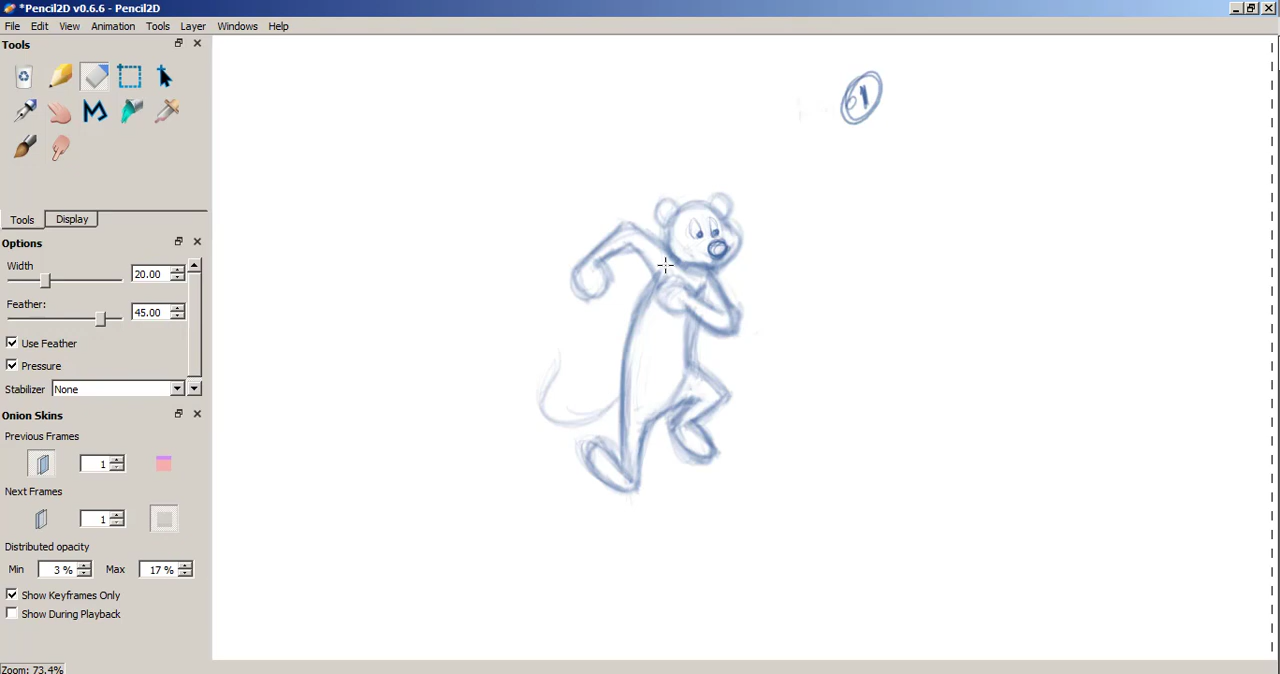 *Pencil2D v0.6.6 - Pencil2D
File Edit View Animation Tools Layer Windows Help
Tools
Tools Display
Options
Width
20.00
Feather:
45.00
Use Feather
Pressure
Stabilizer None
Onion Skins
Previous Frames
1
Next Frames
1
Distributed opacity
Min 3 % Max 17 %
Show Keyframes Only
Show During Playback
Zoom: 73.4%